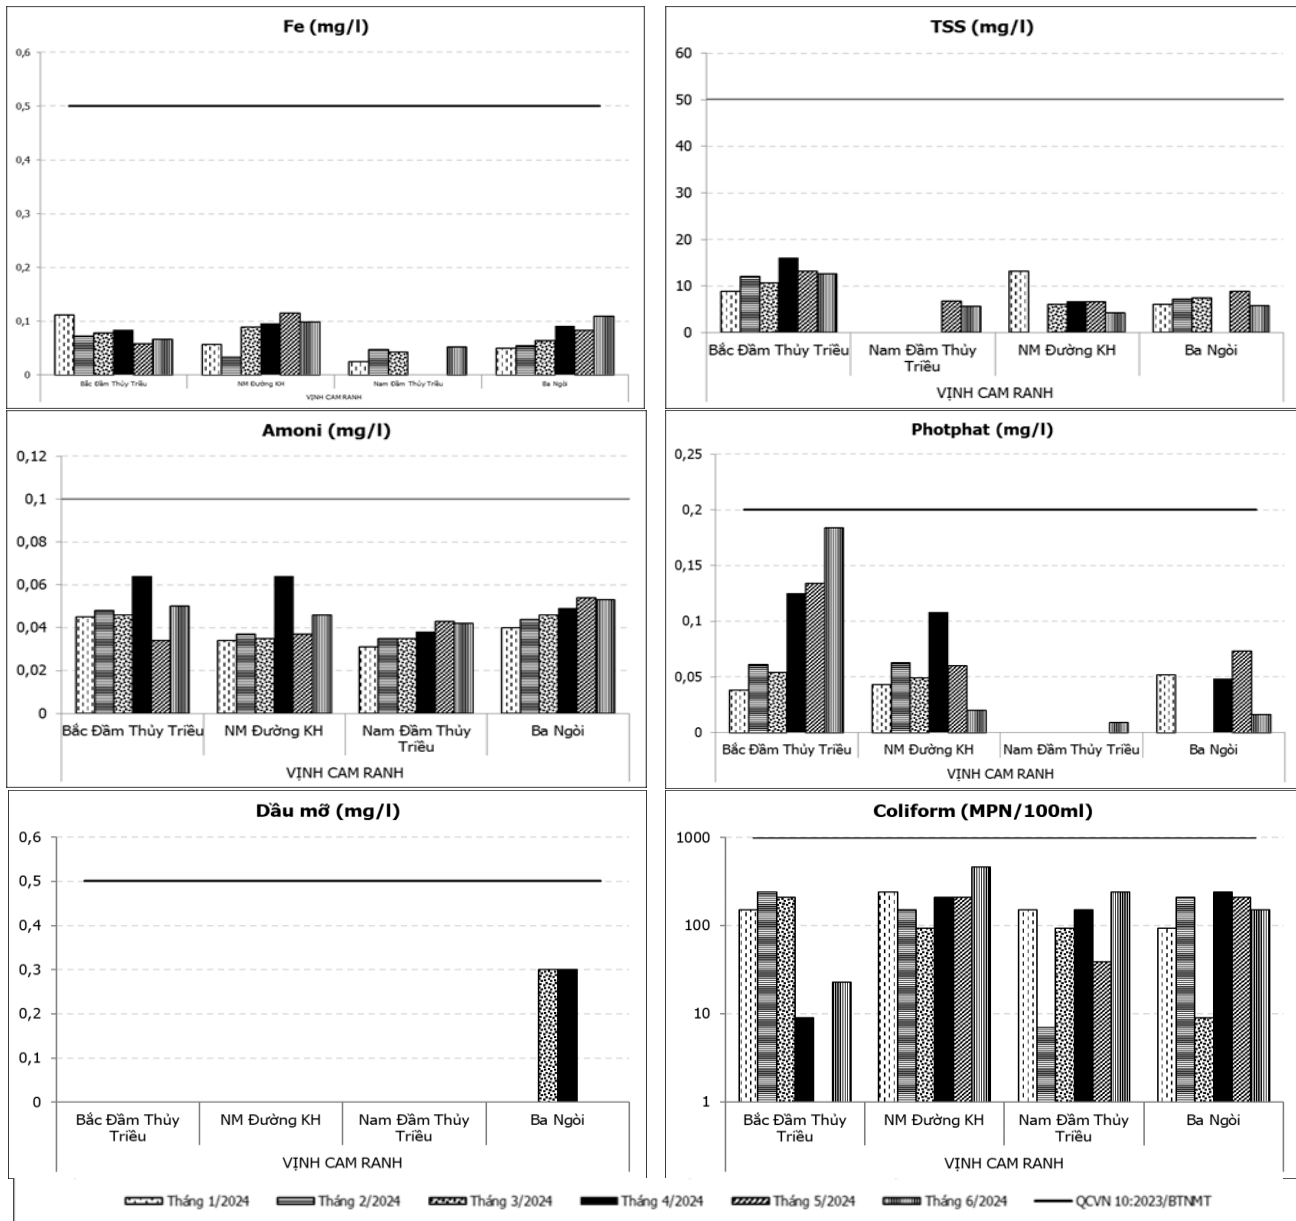 Fe (mg/l)
0,6
0,5
0,4
0,3
0,2
0,1
0
Bắc Đầm Thủy Triều
NM Đường KH
Nam Đầm Thủy Triều
Ba Ngòi
VỊNH CAM RANH
TSS (mg/l)
60
50
40
30
20
10
0
Bắc Đầm Thủy Triều
Nam Đầm Thủy
Triều
NM Đường KH
Ba Ngòi
VỊNH CAM RANH
Amoni (mg/l)
0,12
0,1
0,08
0,06
0,04
0,02
0
Bắc Đầm Thủy Triều
NM Đường KH
Nam Đầm Thủy
Triều
Ba Ngòi
VỊNH CAM RANH
Photphat (mg/l)
0,25
0,2
0,15
0,1
0,05
0
Bắc Đầm Thủy Triều
NM Đường KH
Nam Đầm Thủy Triều
Ba Ngòi
VỊNH CAM RANH
Dầu mỡ (mg/l)
0,6
0,5
0,4
0,3
0,2
0,1
0
Bắc Đầm Thủy
Triều
NM Đường KH
Nam Đầm Thủy
Triều
Ba Ngòi
VỊNH CAM RANH
Coliform (MPN/100ml)
1000
100
10
1
Bắc Đầm Thủy
Triều
NM Đường KH
Nam Đầm Thủy
Triều
Ba Ngòi
VỊNH CAM RANH
Tháng 1/2024 Tháng 2/2024 Tháng 3/2024 Tháng 4/2024 Tháng 5/2024 Tháng 6/2024 QCVN 10:2023/BTNMT